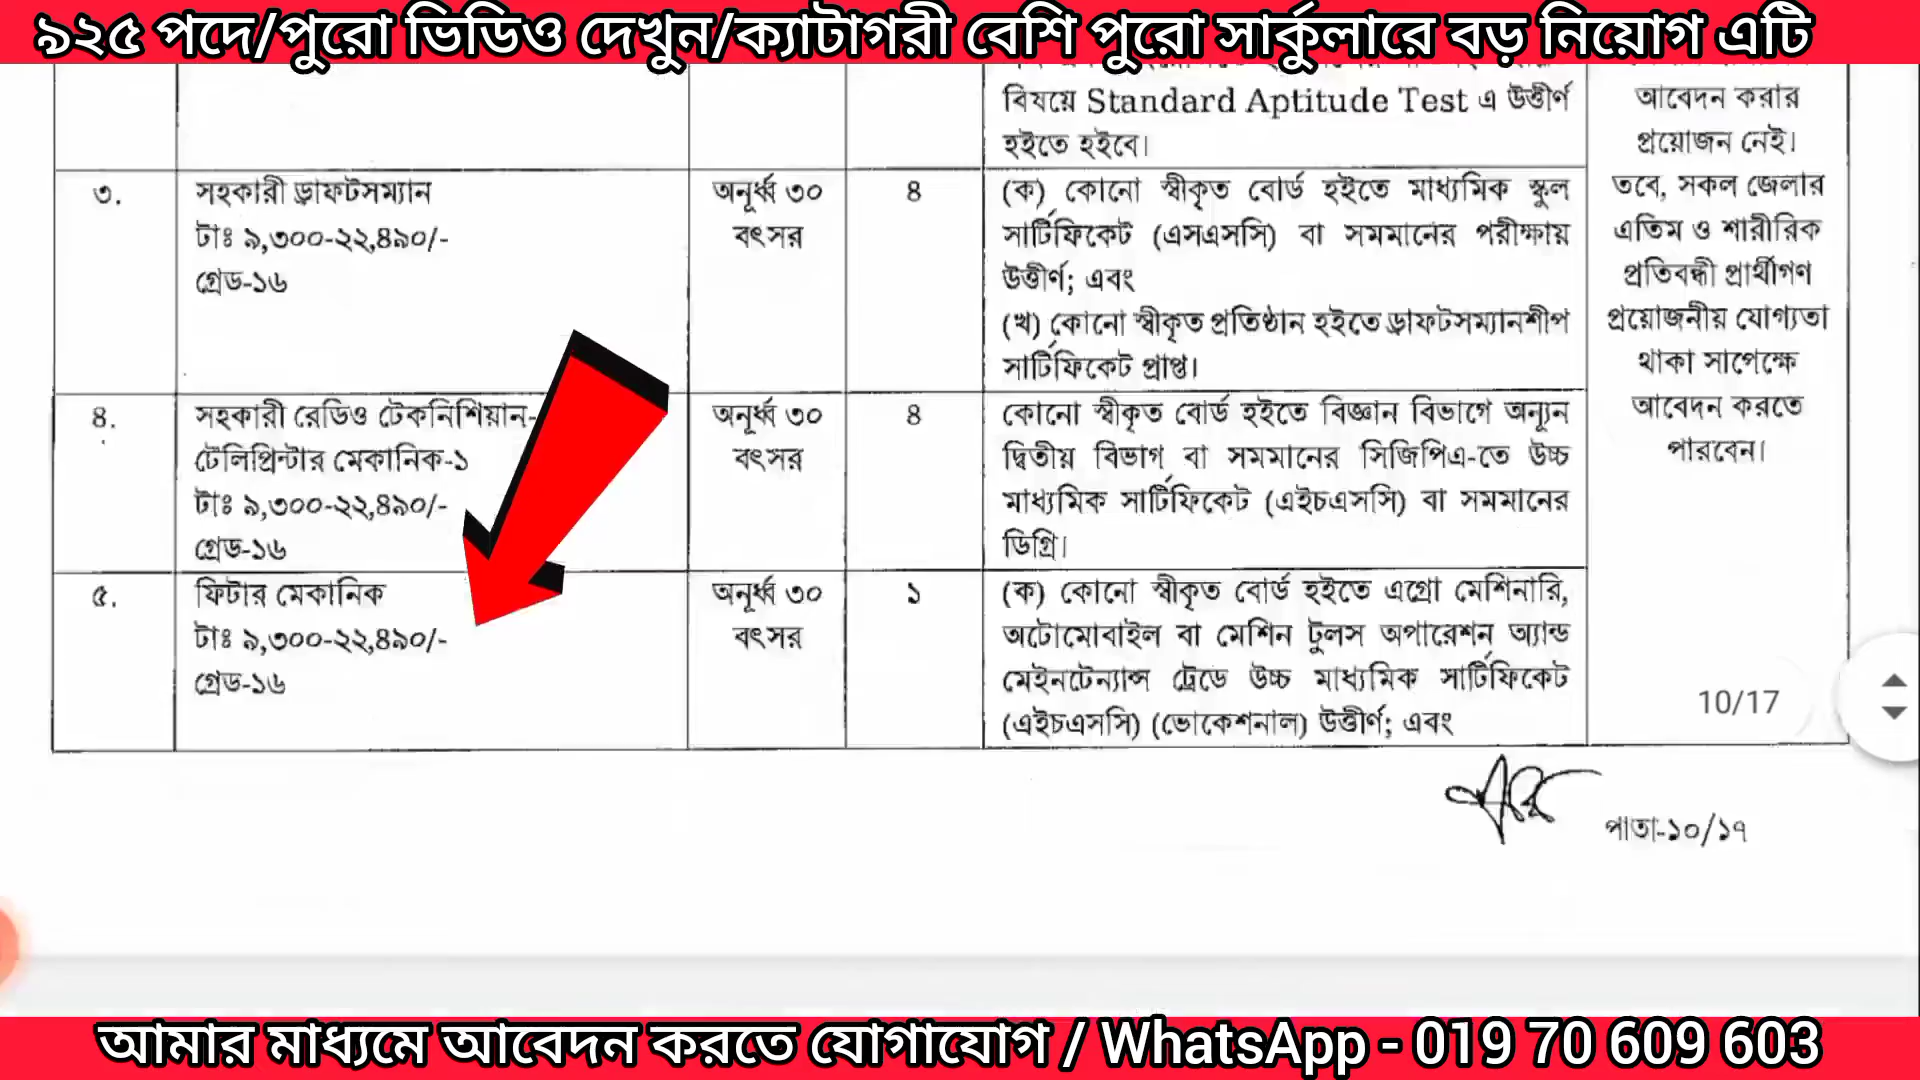 ৯২৫ পদে/পুরো ভিডিও দেখুন/ক্যাটাগরী বেশি পুরো সার্কুলারে বড় নিয়োগ এটি
বিষয়ে Standard Aptitude Test এ উত্তীর্ণ
হইতে হইবে।
আবেদন করার
প্রয়োজন নেই।
তবে, সকল জেলার
এতিম ও শারীরিক
প্রতিবন্ধী প্রার্থীগণ
প্রয়োজনীয় যোগ্যতা
থাকা সাপেক্ষে
আবেদন করতে
পারবেন।
৩.
সহকারী ড্রাফটসম্যান
টাঃ ৯,৩০০-২২,৪৯০/-
গ্রেড-১৬
অনূর্ধ্ব ৩০
বৎসর
৪
(ক) কোনো স্বীকৃত বোর্ড হইতে মাধ্যমিক স্কুল
সার্টিফিকেট (এসএসসি) বা সমমানের পরীক্ষায়
উত্তীর্ণ; এবং
(খ) কোনো স্বীকৃত প্রতিষ্ঠান হইতে ড্রাফটসম্যানশীপ
সার্টিফিকেট প্রাপ্ত।
৪.
সহকারী রেডিও টেকনিশিয়ান-
টেলিপ্রিন্টার মেকানিক-১
টাঃ ৯,৩০০-২২,৪৯০/-
গ্রেড-১৬
অনূর্ধ্ব ৩০
বৎসর
৪
কোনো স্বীকৃত বোর্ড হইতে বিজ্ঞান বিভাগে অন্যূন
দ্বিতীয় বিভাগ বা সমমানের সিজিপিএ-তে উচ্চ
মাধ্যমিক সার্টিফিকেট (এইচএসসি) বা সমমানের
ডিগ্রি।
৫.
ফিটার মেকানিক
টাঃ ৯,৩০০-২২,৪৯০/-
গ্রেড-১৬
অনূর্ধ্ব ৩০
বৎসর
১
(ক) কোনো স্বীকৃত বোর্ড হইতে এগ্রো মেশিনারি,
অটোমোবাইল বা মেশিন টুলস অপারেশন অ্যান্ড
মেইনটেন্যান্স ট্রেডে উচ্চ মাধ্যমিক সার্টিফিকেট
(এইচএসসি) (ভোকেশনাল) উত্তীর্ণ; এবং
10/17
পাতা-১০/১৭
আমার মাধ্যমে আবেদন করতে যোগাযোগ / WhatsApp - 019 70 609 603